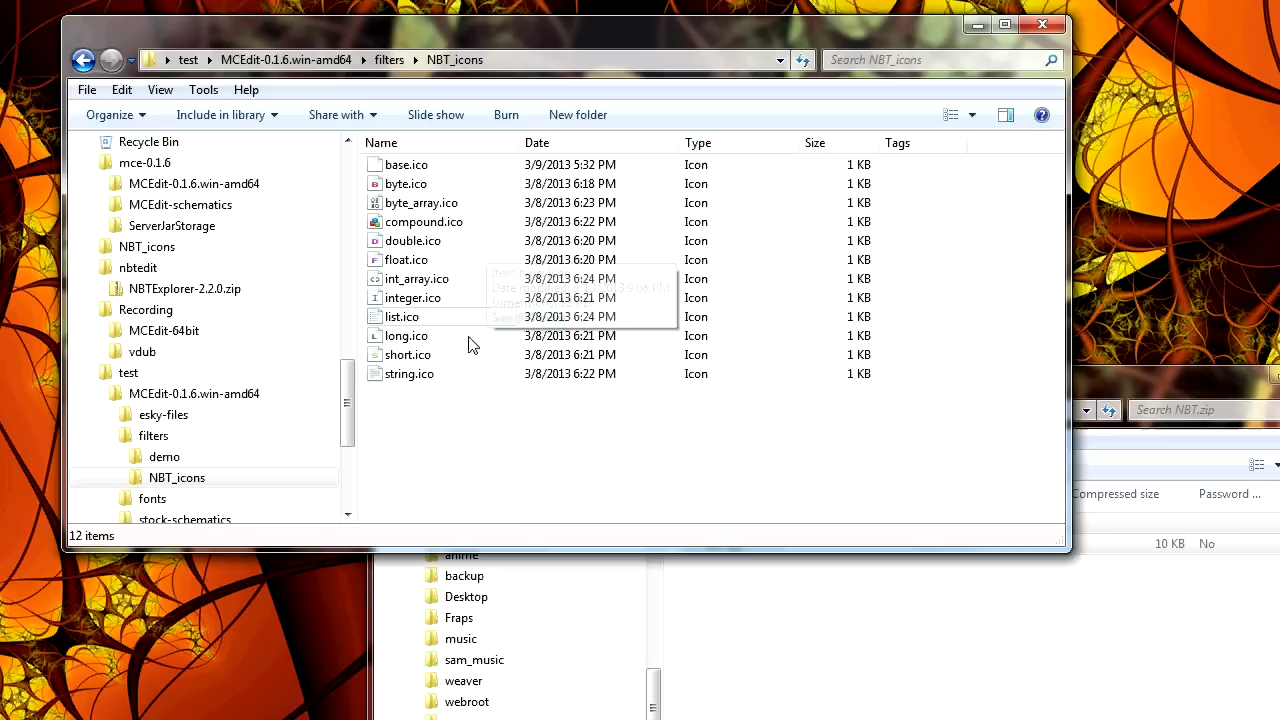 test MCEdit-0.1.6.win-amd64 filters NBT_icons
Search NBT_icons
File Edit View Tools Help
Organize Include in library Share with Slide show Burn New folder
Recycle Bin
mce-0.1.6
MCEdit-0.1.6.win-amd64
MCEdit-schematics
ServerJarStorage
NBT_icons
nbtedit
NBTExplorer-2.2.0.zip
Recording
MCEdit-64bit
vdub
test
MCEdit-0.1.6.win-amd64
esky-files
filters
demo
NBT_icons
fonts
stock-schematics
Name Date Type Size Tags
base.ico 3/9/2013 5:32 PM Icon 1 KB
byte.ico 3/8/2013 6:18 PM Icon 1 KB
byte_array.ico 3/8/2013 6:23 PM Icon 1 KB
compound.ico 3/8/2013 6:22 PM Icon 1 KB
double.ico 3/8/2013 6:20 PM Icon 1 KB
float.ico 3/8/2013 6:20 PM Icon 1 KB
int_array.ico 3/8/2013 6:24 PM Icon 1 KB
integer.ico 3/8/2013 6:21 PM Icon 1 KB
list.ico 3/8/2013 6:24 PM Icon 1 KB
long.ico 3/8/2013 6:21 PM Icon 1 KB
short.ico 3/8/2013 6:21 PM Icon 1 KB
string.ico 3/8/2013 6:22 PM Icon 1 KB
12 items
Search NBT.zip
Compressed size Password ...
10 KB No
anime
backup
Desktop
Fraps
music
sam_music
weaver
webroot